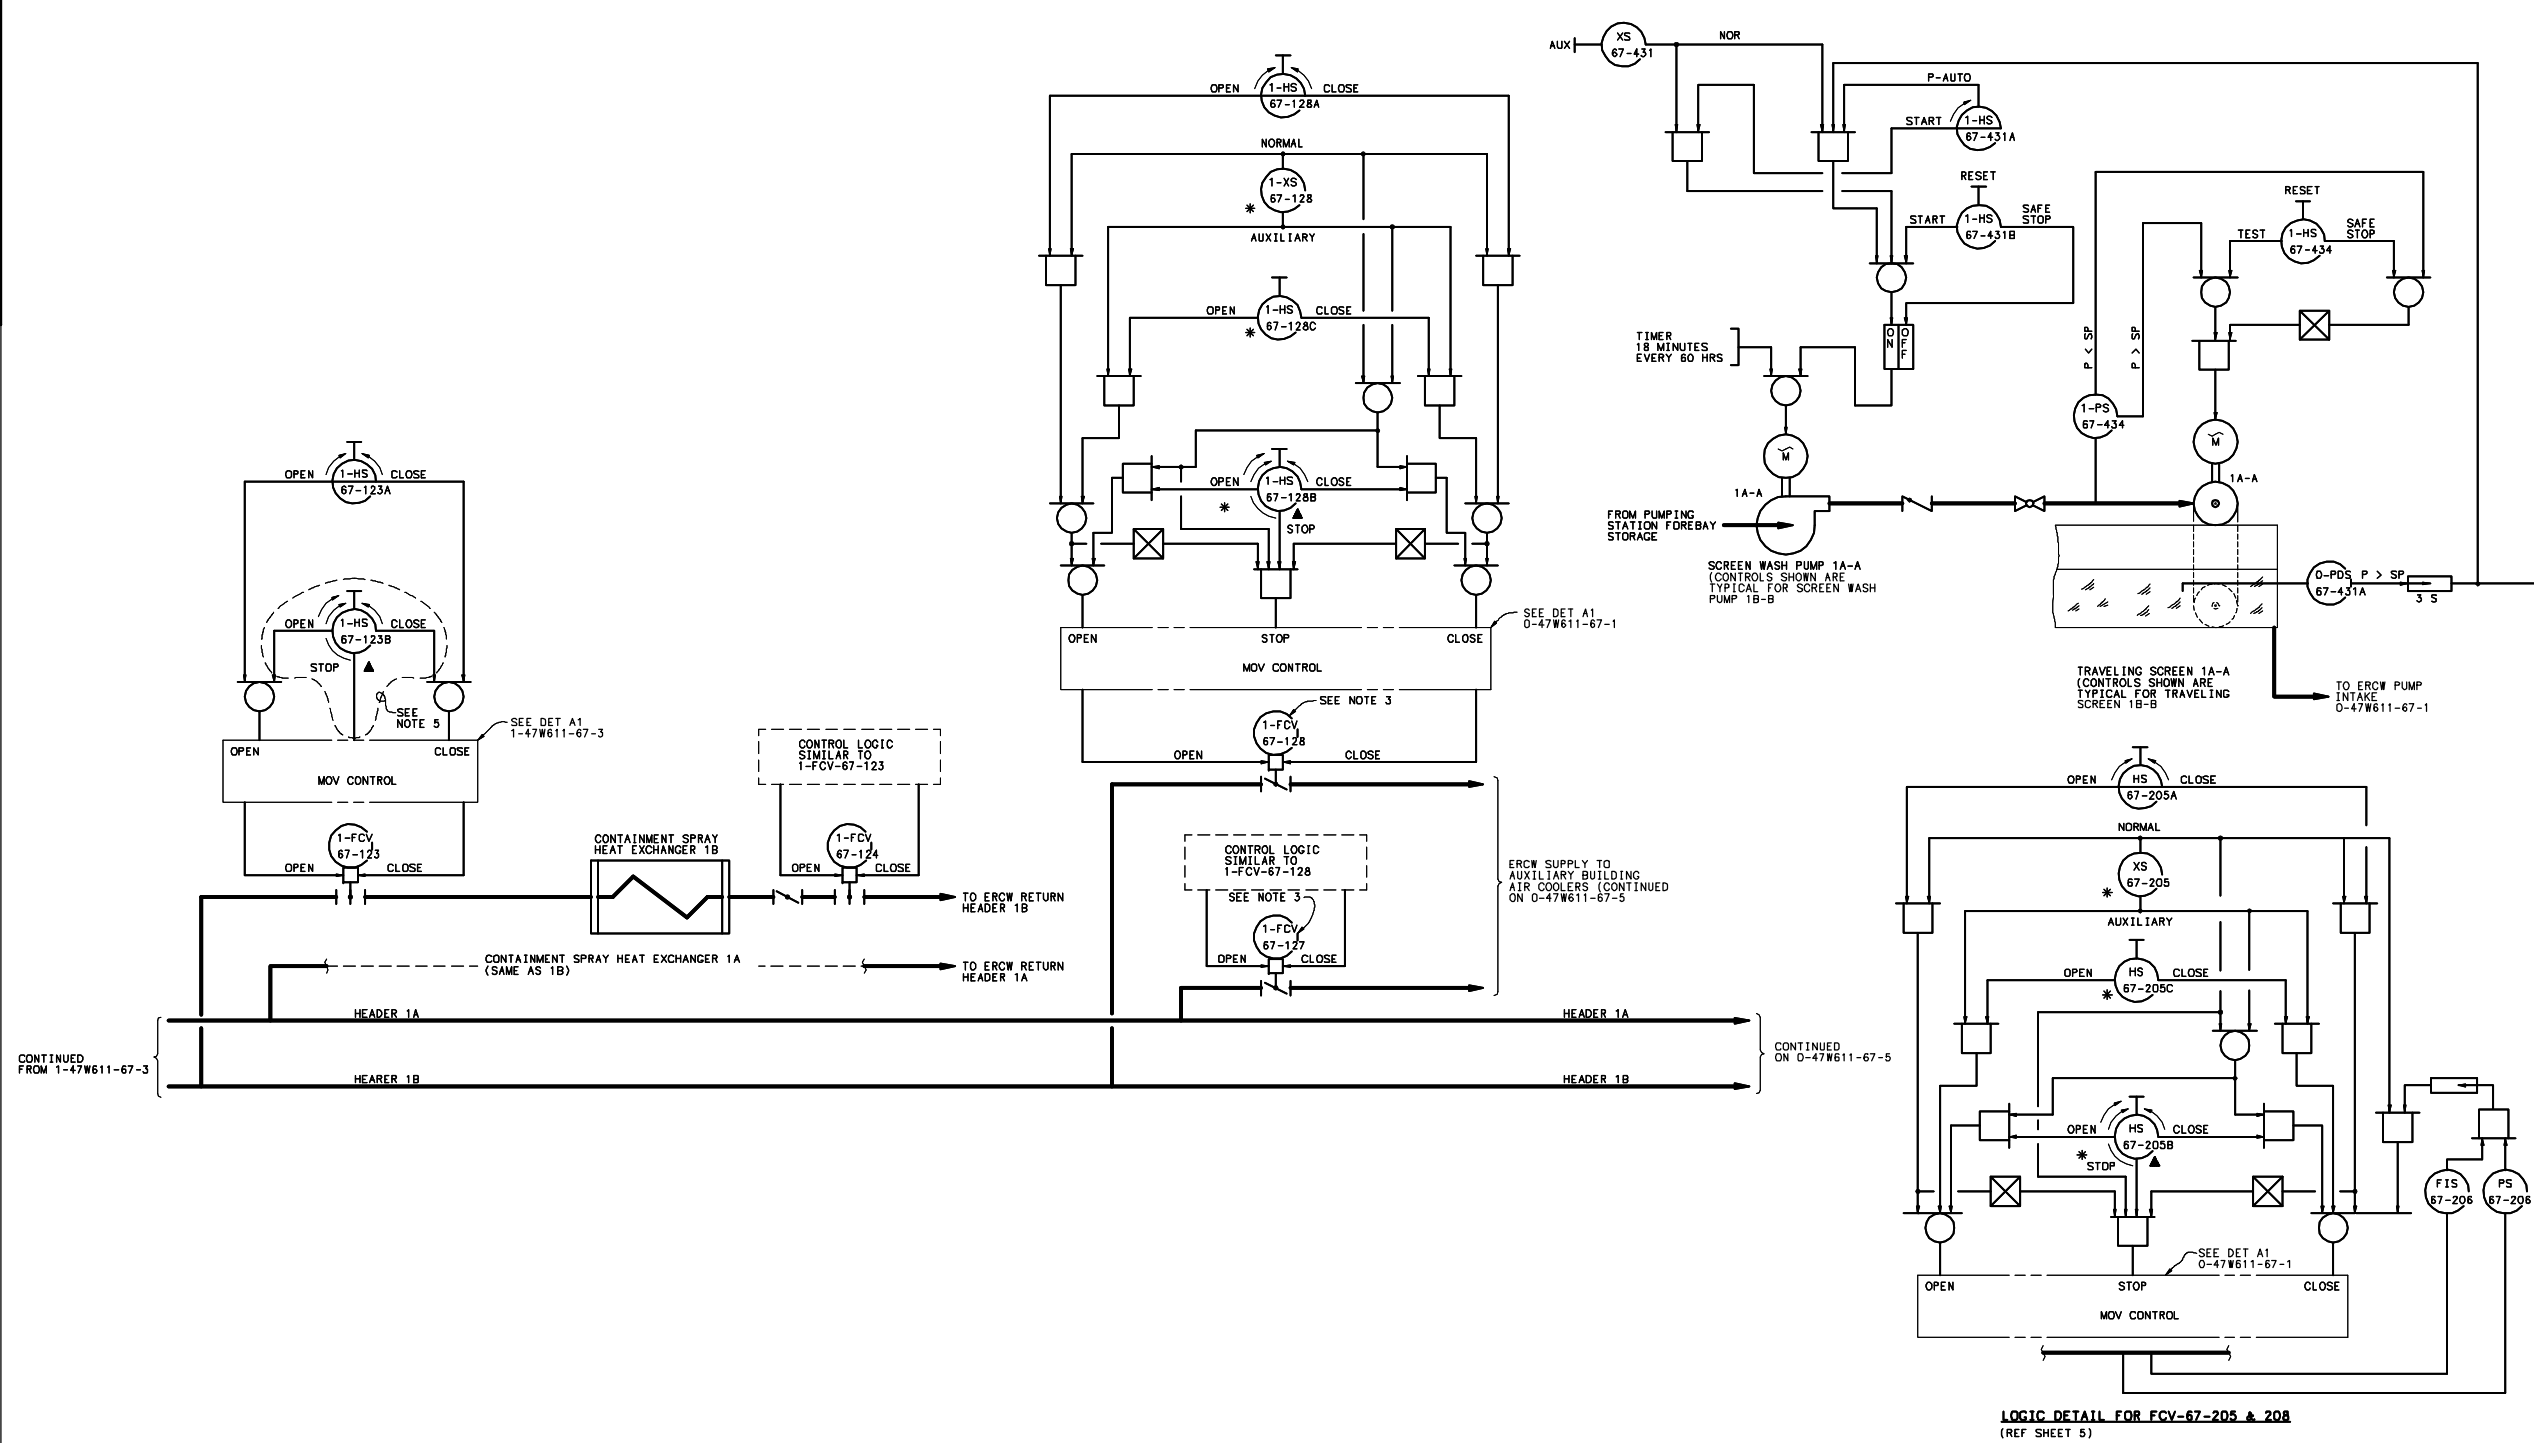 OPEN
1-HS
67-123A
CLOSE
OPEN
1-HS
67-123B
CLOSE
STOP
SEE
NOTE 5
SEE DET A1
1-47W611-67-3
OPEN
CLOSE
MOV CONTROL
1-FCV
67-123
OPEN
CLOSE
CONTAINMENT SPRAY
HEAT EXCHANGER 1B
CONTROL LOGIC
SIMILAR TO
1-FCV-67-123
1-FCV
67-124
OPEN
CLOSE
TO ERCW RETURN
HEADER 1B
CONTAINMENT SPRAY HEAT EXCHANGER 1A
(SAME AS 1B)
TO ERCW RETURN
HEADER 1A
HEADER 1A
HEADER 1A
CONTINUED
FROM 1-47W611-67-3
HEARER 1B
HEADER 1B
CONTINUED
ON 0-47W611-67-5
OPEN
1-HS
67-128A
CLOSE
NORMAL
1-XS
67-128
*
AUXILIARY
OPEN
1-HS
67-128C
CLOSE
*
OPEN
1-HS
67-128B
CLOSE
*
STOP
SEE DET A1
0-47W611-67-1
OPEN
STOP
CLOSE
MOV CONTROL
SEE NOTE 3
1-FCV
67-128
OPEN
CLOSE
CONTROL LOGIC
SIMILAR TO
1-FCV-67-128
SEE NOTE 3
1-FCV
67-127
OPEN
CLOSE
ERCW SUPPLY TO
AUXILIARY BUILDING
AIR COOLERS (CONTINUED
ON 0-47W611-67-5
AUX
XS
67-431
NOR
P-AUTO
START
1-HS
67-431A
RESET
START
1-HS
67-431B
SAFE
STOP
ON
OFF
TIMER
18 MINUTES
EVERY 60 HRS
M
1A-A
FROM PUMPING
STATION FOREBAY
STORAGE
SCREEN WASH PUMP 1A-A
(CONTROLS SHOWN ARE
TYPICAL FOR SCREEN WASH
PUMP 1B-B
P < SP
P > SP
1-PS
67-434
RESET
TEST
1-HS
67-434
SAFE
STOP
M
1A-A
0-PDS
67-431A
P > SP
3 S
TRAVELING SCREEN 1A-A
(CONTROLS SHOWN ARE
TYPICAL FOR TRAVELING
SCREEN 1B-B
TO ERCW PUMP
INTAKE
0-47W611-67-1
OPEN
HS
67-205A
CLOSE
NORMAL
XS
67-205
*
AUXILIARY
OPEN
HS
67-205C
CLOSE
*
OPEN
HS
67-205B
CLOSE
*
STOP
FIS
67-206
PS
67-206
SEE DET A1
0-47W611-67-1
OPEN
STOP
CLOSE
MOV CONTROL
LOGIC DETAIL FOR FCV-67-205 & 208
(REF SHEET 5)